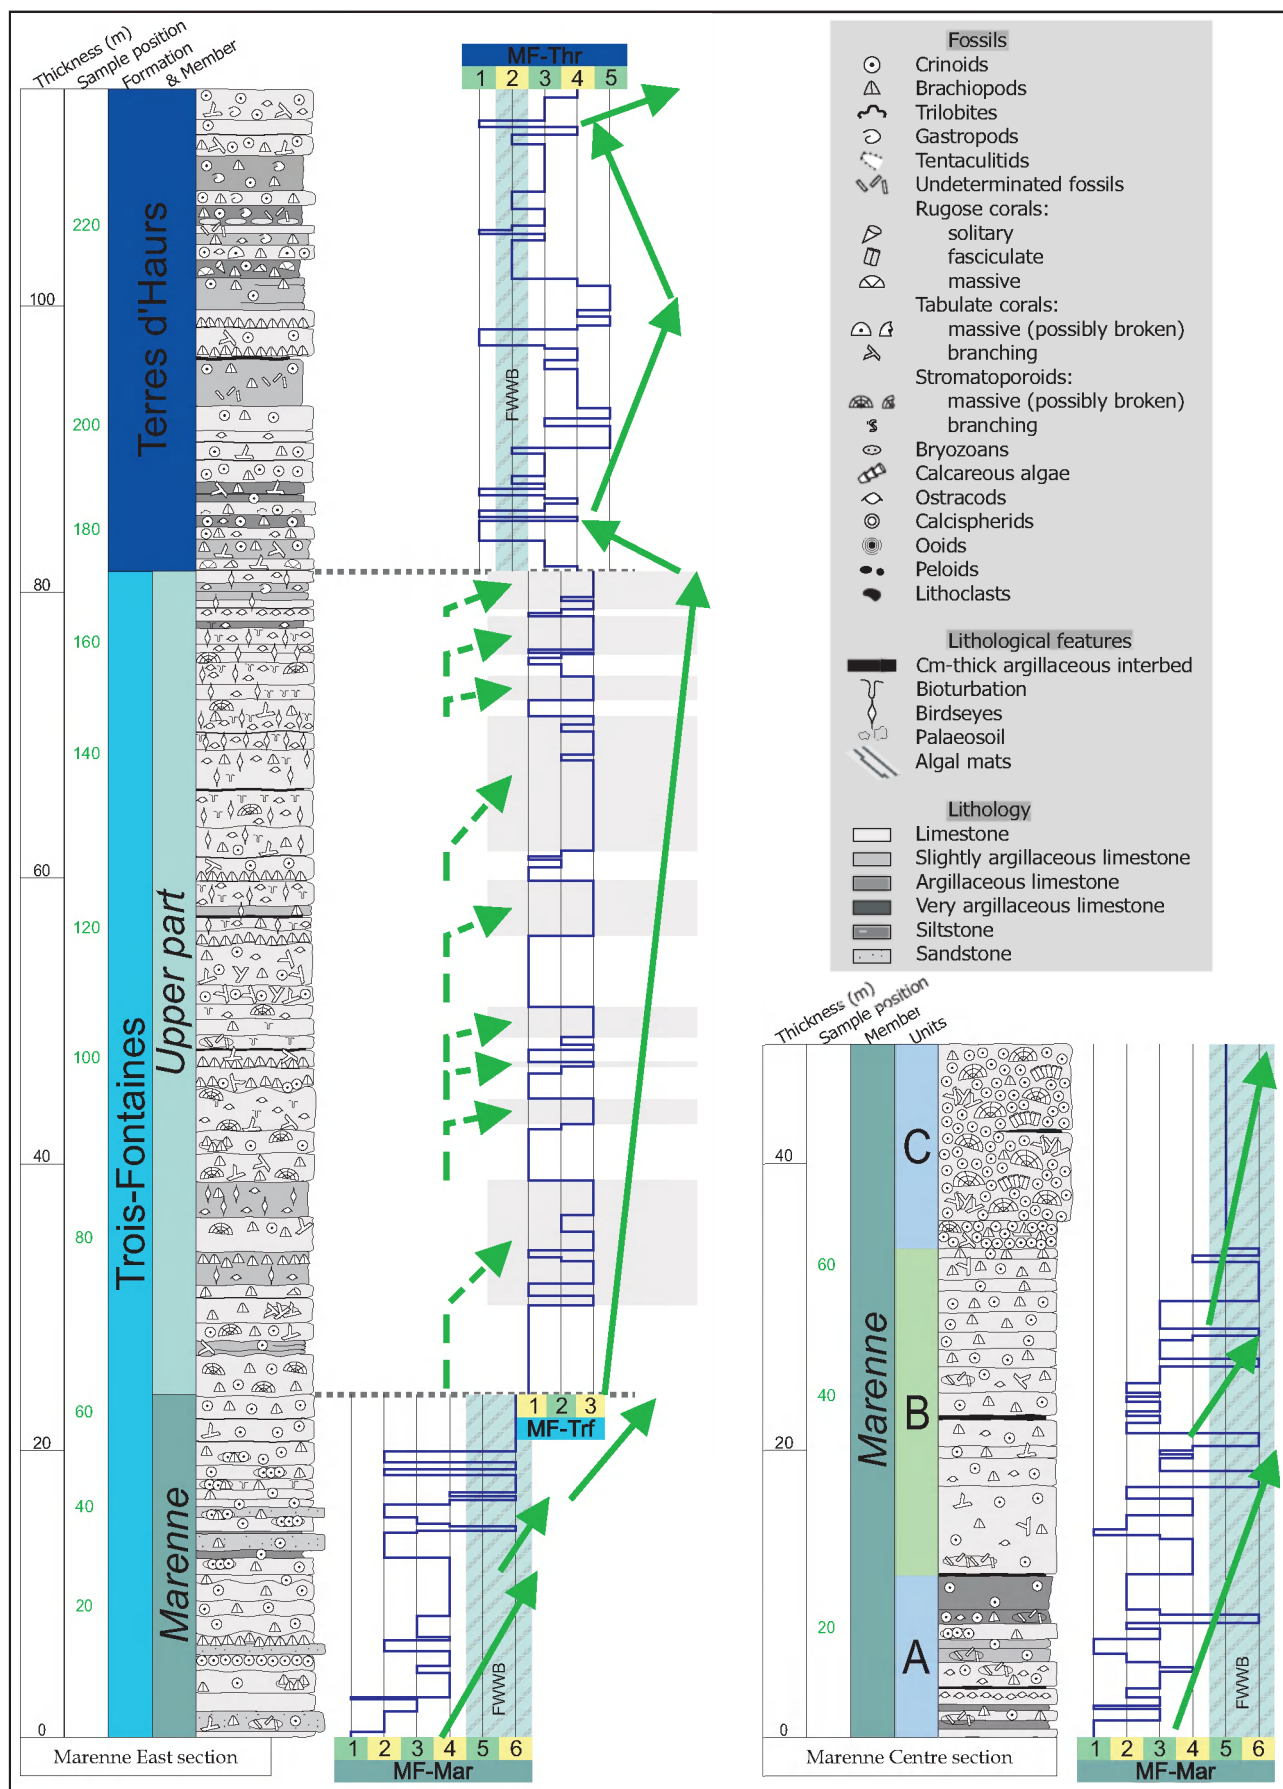 Thickness (m)
Sample position
Formation
& Member
MF-Thr
1 2 3 4 5
220
100
200
180
80
160
140
60
120
100
40
80
60
20
40
20
0
Terres d'Haurs
Trois-Fontaines
Upper part
Marenne
FWWB
1 2 3
MF-Trf
FWWB
1 2 3 4 5 6
MF-Mar
Marenne East section
Fossils
Crinoids
Brachiopods
Trilobites
Gastropods
Tentaculitids
Undeterminated fossils
Rugose corals:
solitary
fasciculate
massive
Tabulate corals:
massive (possibly broken)
branching
Stromatoporoids:
massive (possibly broken)
branching
Bryozoans
Calcareous algae
Ostracods
Calcispherids
Ooids
Peloids
Lithoclasts
Lithological features
Cm-thick argillaceous interbed
Bioturbation
Birdseyes
Palaeosoil
Algal mats
Lithology
Limestone
Slightly argillaceous limestone
Argillaceous limestone
Very argillaceous limestone
Siltstone
Sandstone
Thickness (m)
Sample position
Member
Units
40
60
40
20
20
0
Marenne
C
B
A
FWWB
1 2 3 4 5 6
MF-Mar
Marenne Centre section